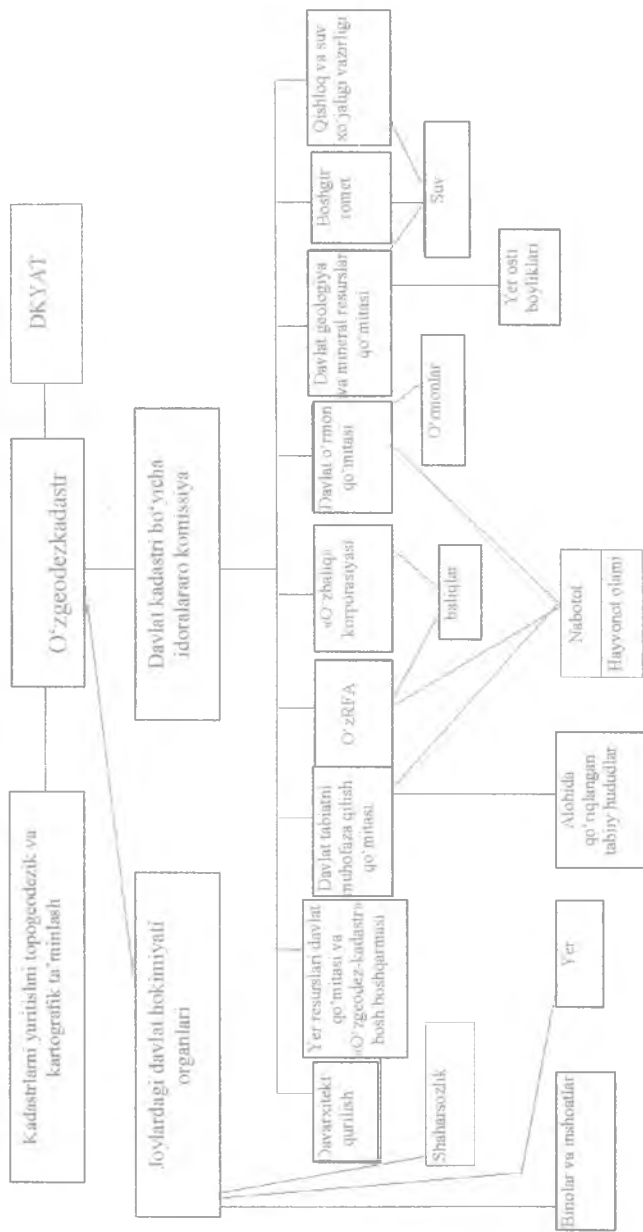 Kadastrlarni yuritishni topogeodezik va
kartografik ta'minlash
O'zgeodezkadastr
DKYAT
Joylardagi davlat hokimiyati
organlari
Davlat kadastri bo'yicha
idoralararo komissiya
Davarxitekt
qurilish
Yer resurslari davlat
qo'mitasi va
«O'zgeodez-kadastr»
bosh boshqarmasi
Davlat tabiatni
muhofaza qilish
qo'mitasi
O'zRFA
«O'zbaliq»
korporasiyasi
Davlat o'rmon
qo'mitasi
Davlat geologiya
va mineral resurslar
qo'mitasi
Boshgid
romet
Qishloq va suv
xo'jaligi vazirligi
Shaharsozlik
baliqlar
O'rmonlar
Suv
Binolar va inshoatlar
Yer
Alohida
qo'riqlangan
tabiiy hududlar
Nabotot
Hayvonot olami
Yer osti
boyliklari